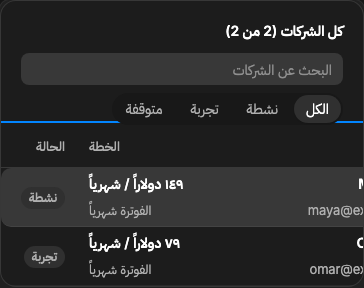 كل الشركات (2 من 2)
البحث عن الشركات
الكل نشطة تجربة متوقفة
الخطة الحالة
١٤٩ دولاراً / شهرياً
maya@ex الفوترة شهرياً نشطة
٧٩ دولاراً / شهرياً
omar@ex الفوترة شهرياً تجربة